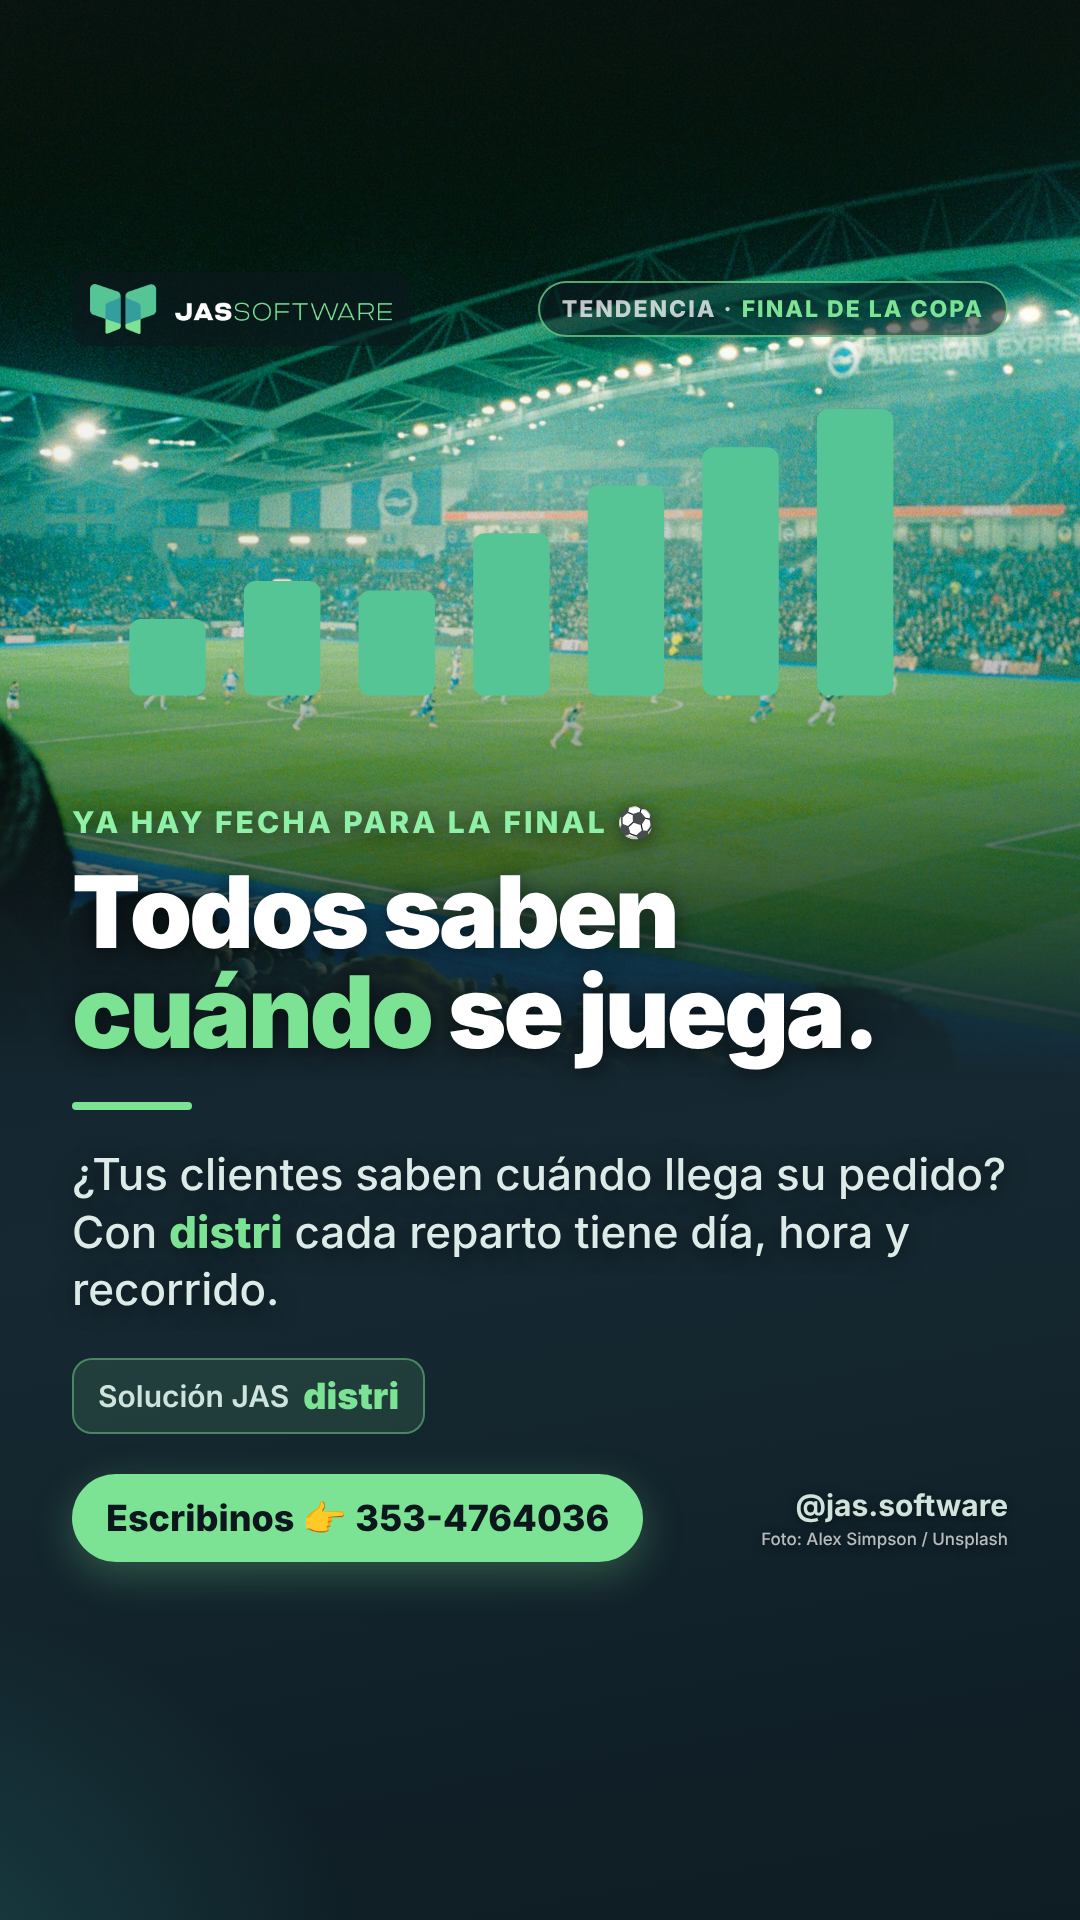 JASSOFTWARE
TENDENCIA · FINAL DE LA COPA
AMERICAN EXPRE
YA HAY FECHA PARA LA FINAL ⚽
Todos saben
cuándo se juega.
¿Tus clientes saben cuándo llega su pedido?
Con distri cada reparto tiene día, hora y
recorrido.
Solución JAS distri
Escribinos 👉 353-4764036
@jas.software
Foto: Alex Simpson / Unsplash